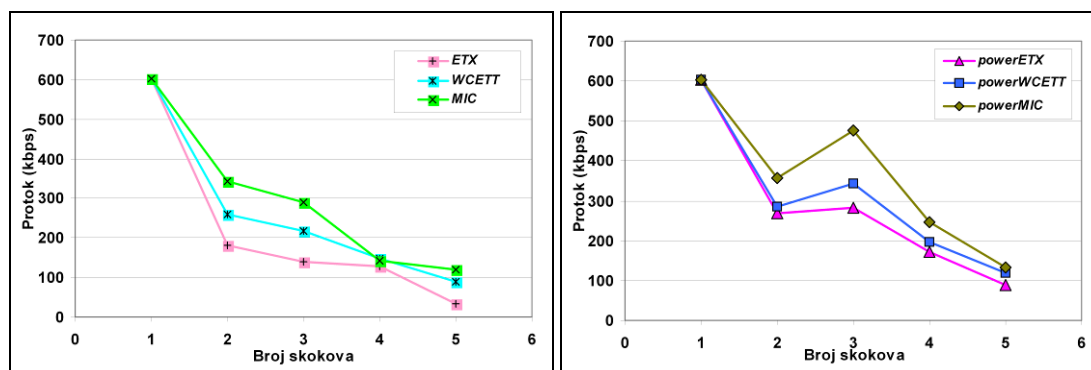 700
600
500
400
300
200
100
0
Protok (kbps)
0 1 2 3 4 5 6
Broj skokova
ETX
WCETT
MIC
700
600
500
400
300
200
100
0
Protok (kbps)
0 1 2 3 4 5 6
Broj skokova
powerETX
powerWCETT
powerMIC